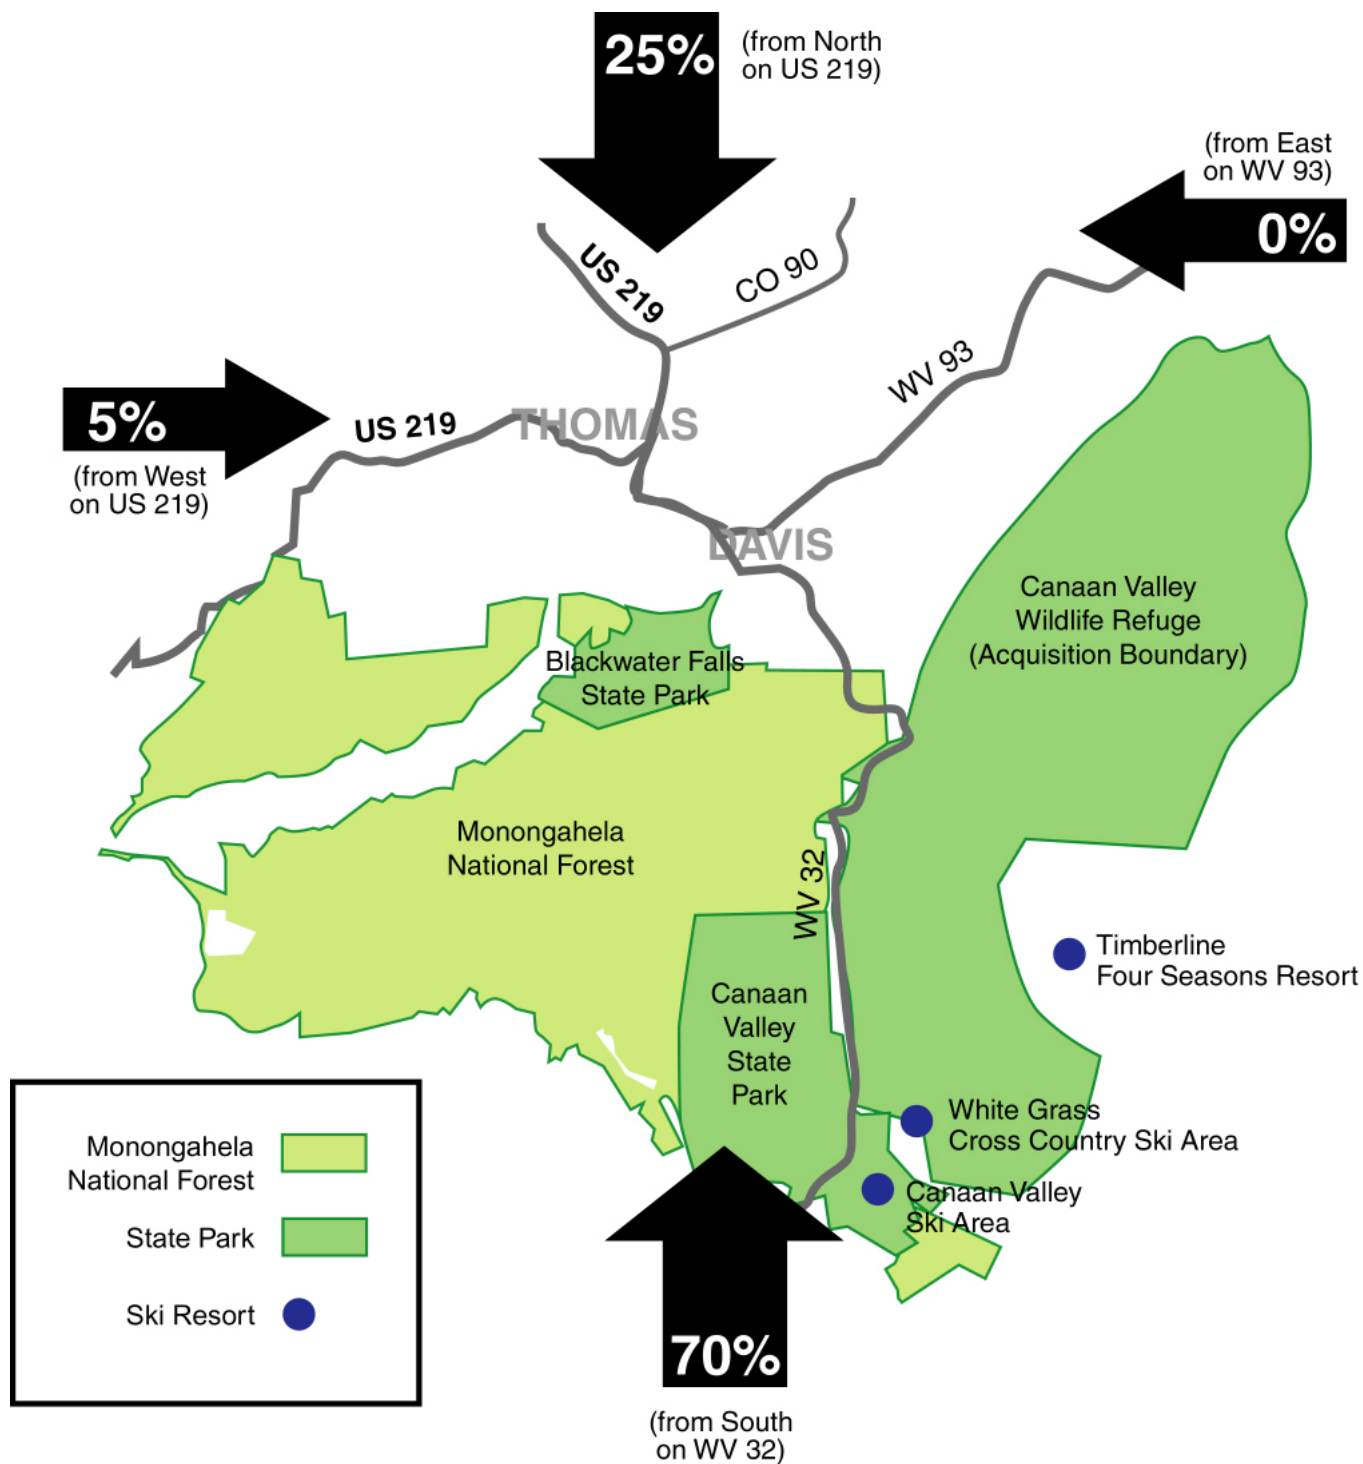 25%
(from North
on US 219)
(from East
on WV 93)
0%
US 219
CO 90
WV 93
5%
(from West
on US 219)
US 219
THOMAS
DAVIS
Canaan Valley
Wildlife Refuge
(Acquisition Boundary)
Blackwater Falls
State Park
Monongahela
National Forest
WV 32
Timberline
Four Seasons Resort
Canaan
Valley
State
Park
White Grass
Cross Country Ski Area
Canaan Valley
Ski Area
Monongahela
National Forest
State Park
Ski Resort
70%
(from South
on WV 32)